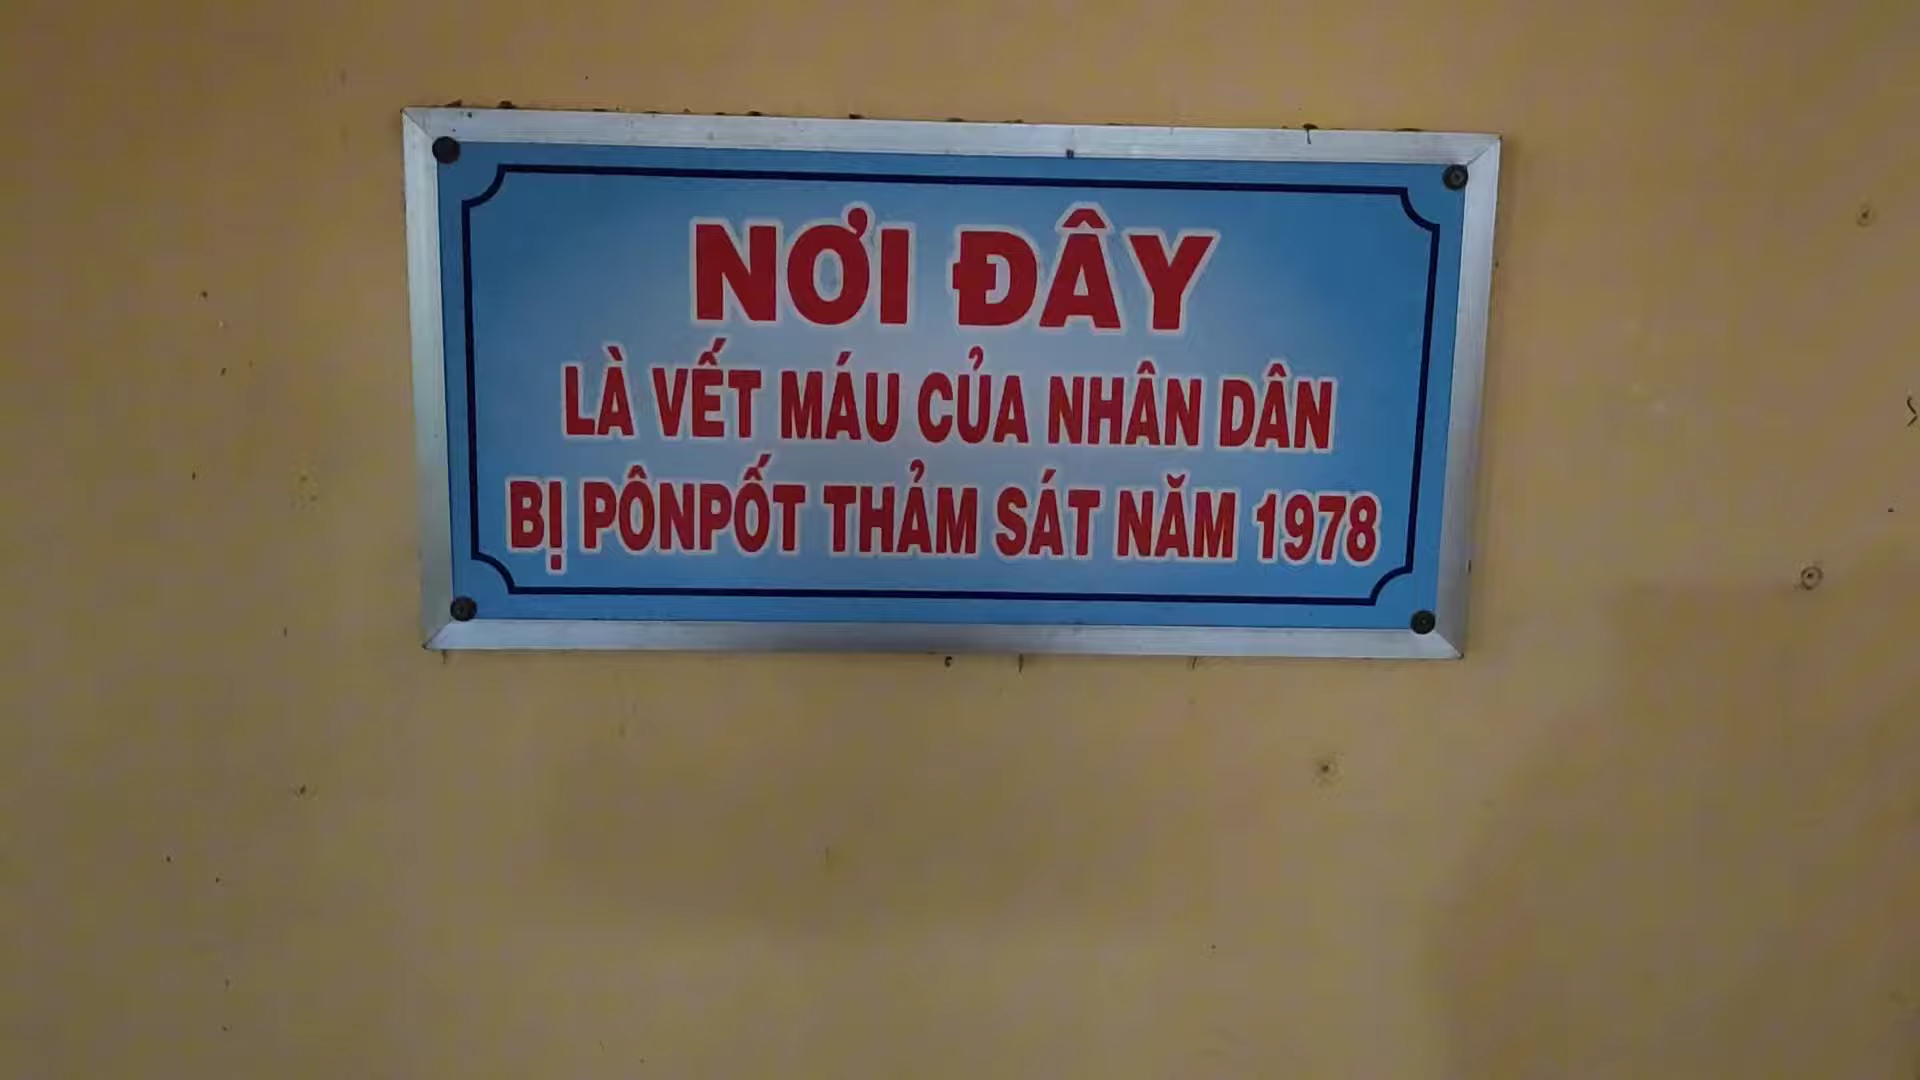 NƠI ĐÂY
LÀ VẾT MÁU CỦA NHÂN DÂN
BỊ PÔNPỐT THẢM SÁT NĂM 1978